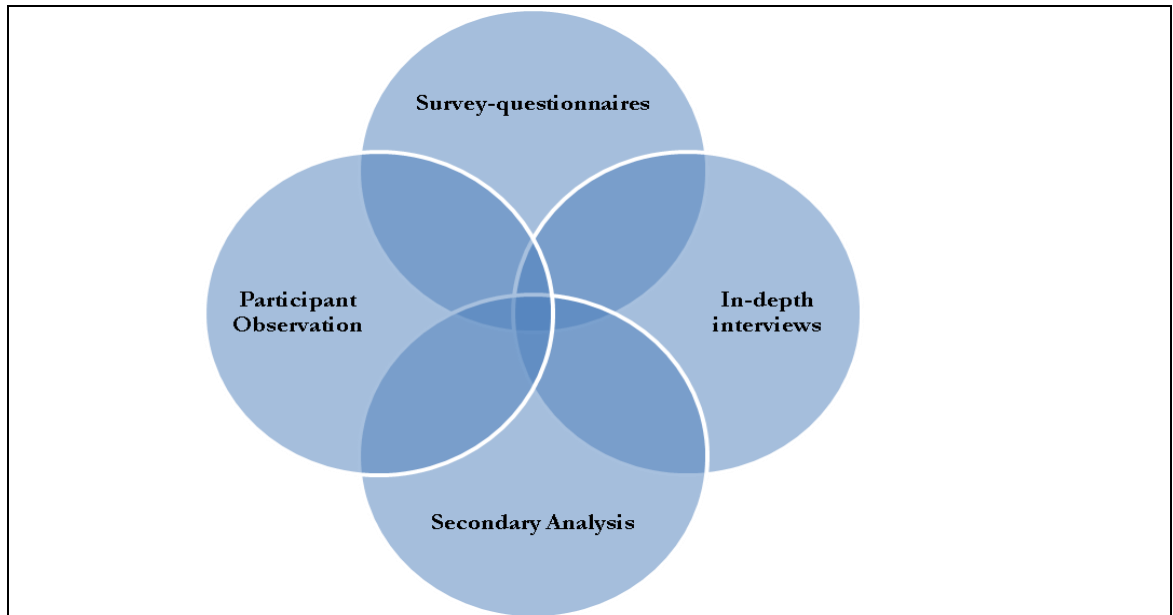 Survey-questionnaires
Participant
Observation
In-depth
interviews
Secondary Analysis